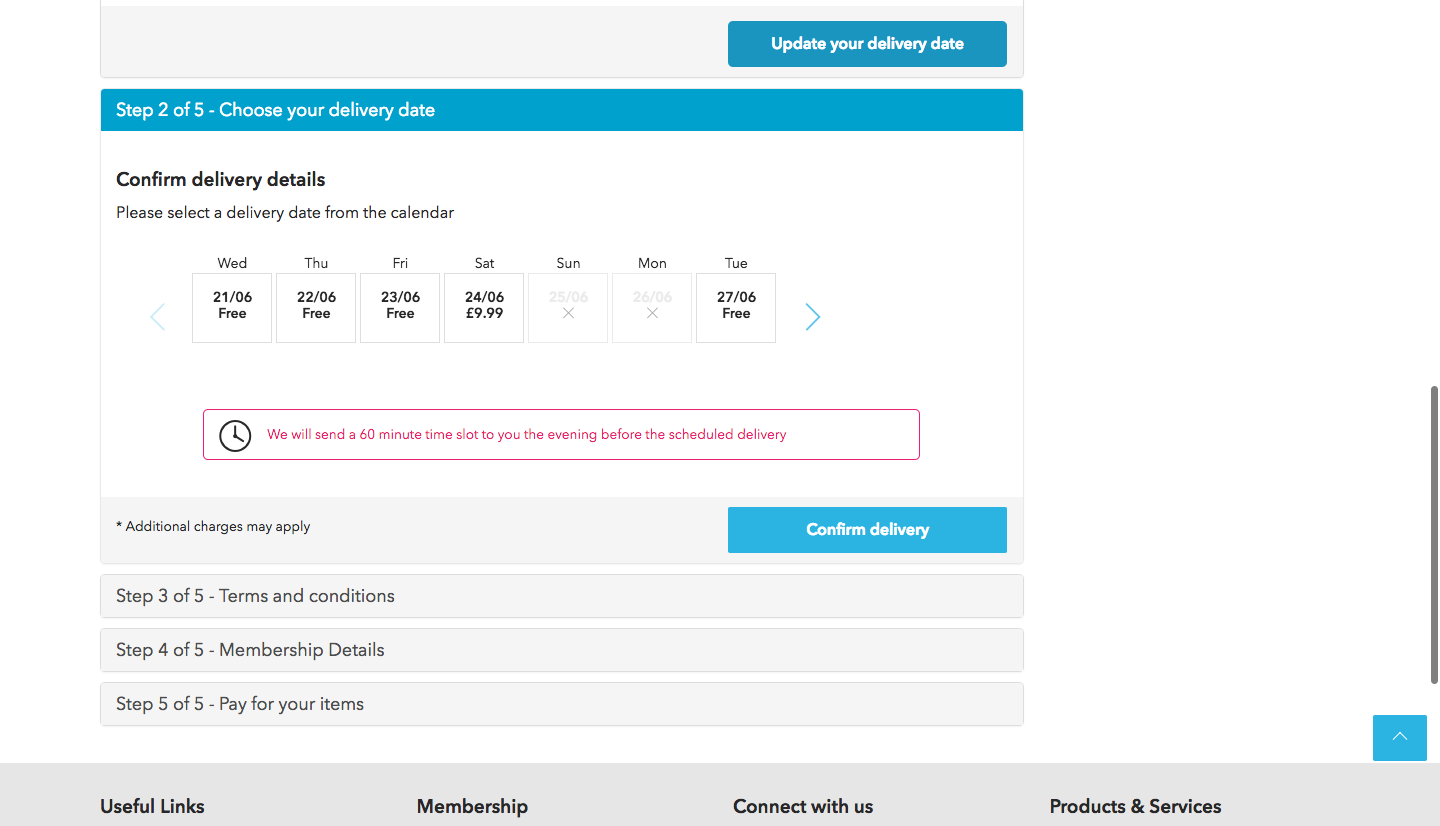 Update your delivery date
Step 2 of 5 - Choose your delivery date
Confirm delivery details
Please select a delivery date from the calendar
Wed Thu Fri Sat Sun Mon Tue
21/06 22/06 23/06 24/06 25/06 26/06 27/06
Free Free Free £9.99 Free
We will send a 60 minute time slot to you the evening before the scheduled delivery
* Additional charges may apply
Confirm delivery
Step 3 of 5 - Terms and conditions
Step 4 of 5 - Membership Details
Step 5 of 5 - Pay for your items
Useful Links Membership Connect with us Products & Services